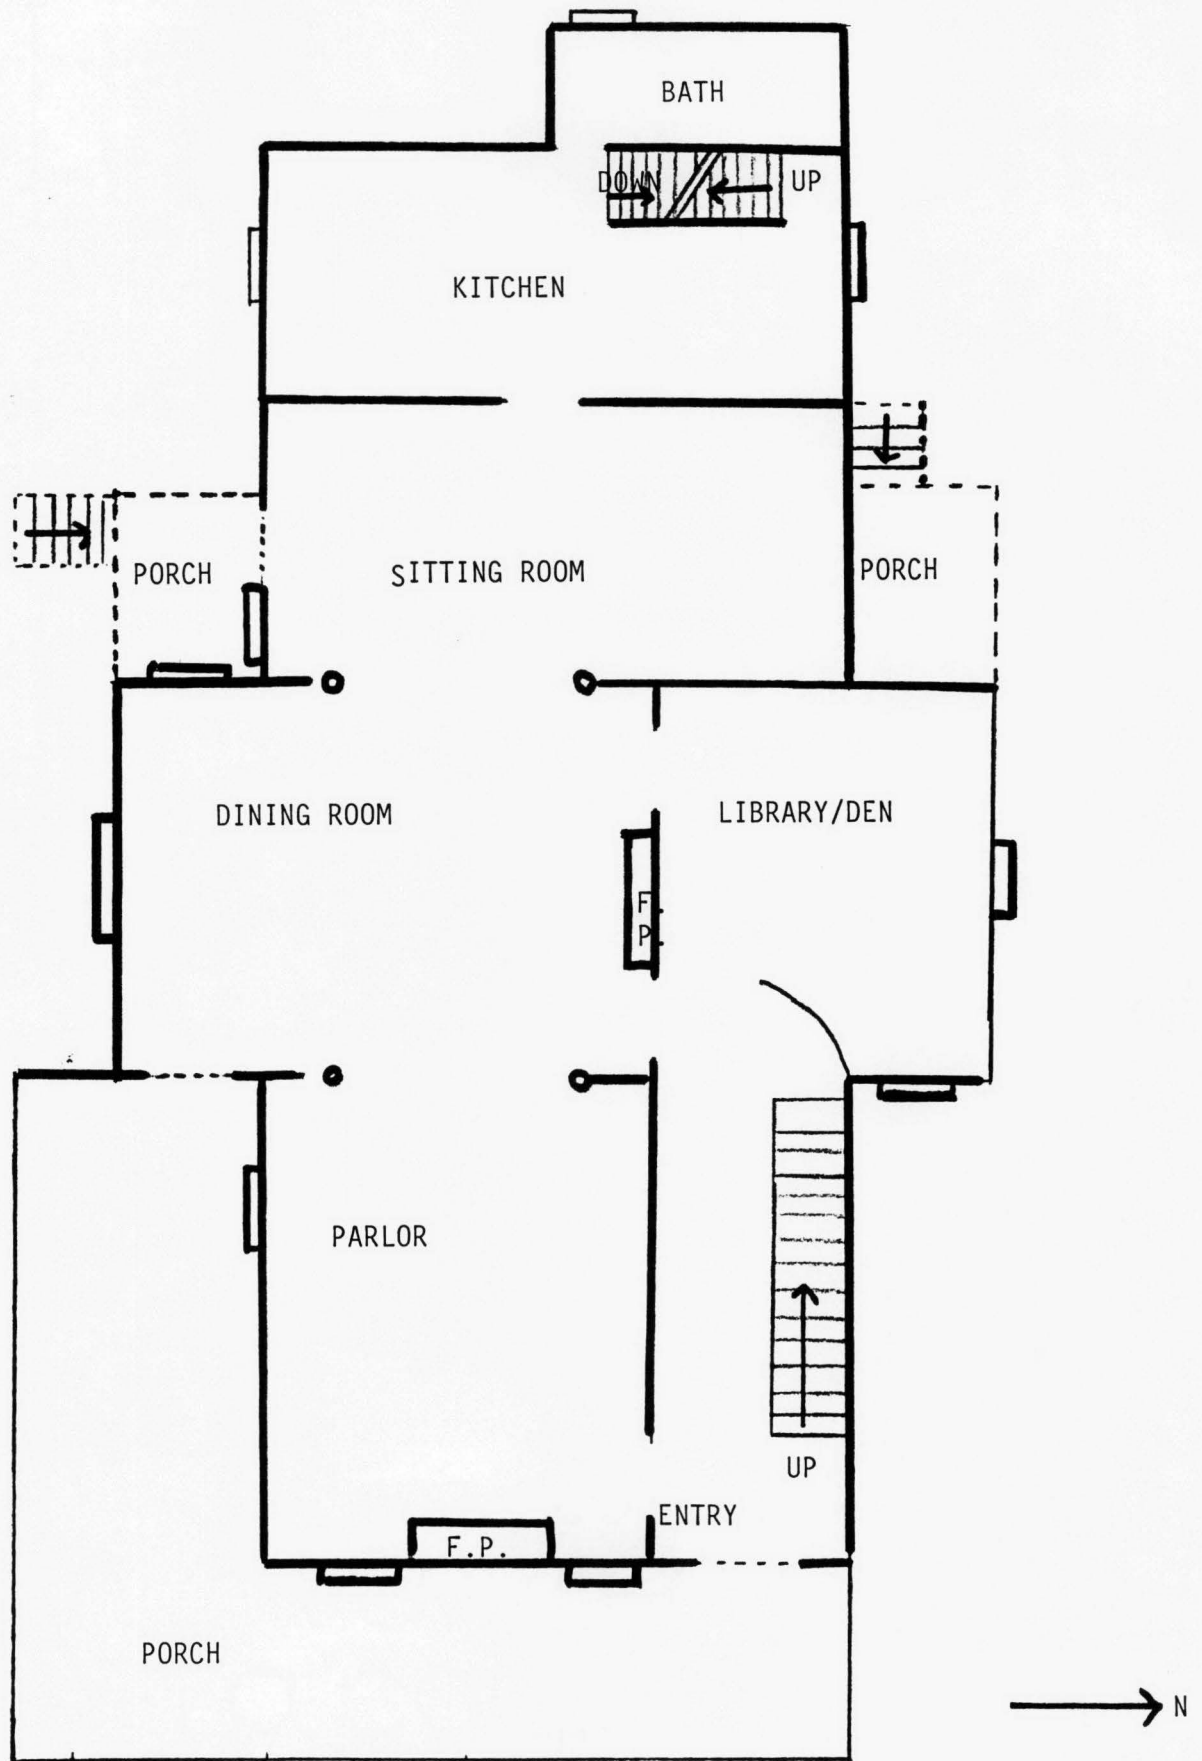 BATH
DOWN
UP
KITCHEN
PORCH
SITTING ROOM
PORCH
DINING ROOM
LIBRARY/DEN
F.
P.
PARLOR
UP
ENTRY
F.P.
PORCH
N